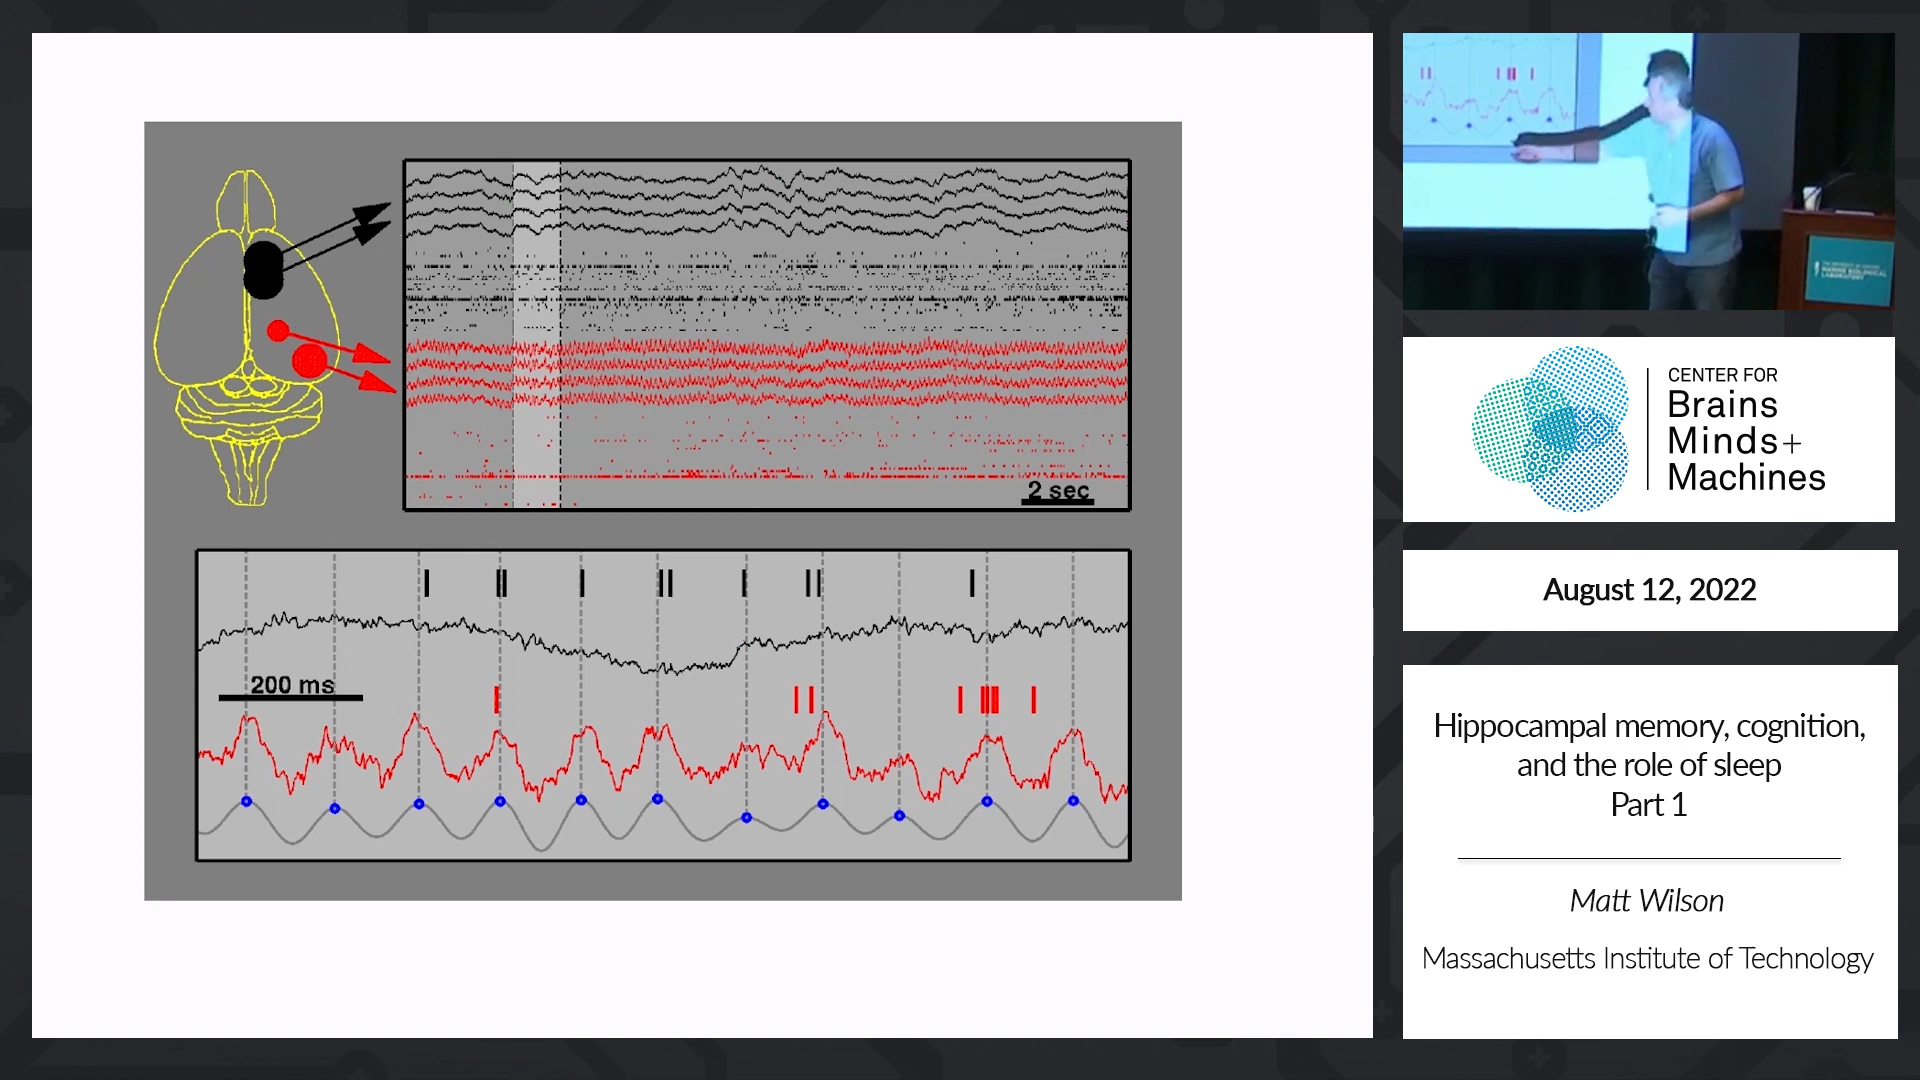 2 sec
200 ms
CENTER FOR
Brains
Minds+
Machines
August 12, 2022
Hippocampal memory, cognition,
and the role of sleep
Part 1
Matt Wilson
Massachusetts Institute of Technology